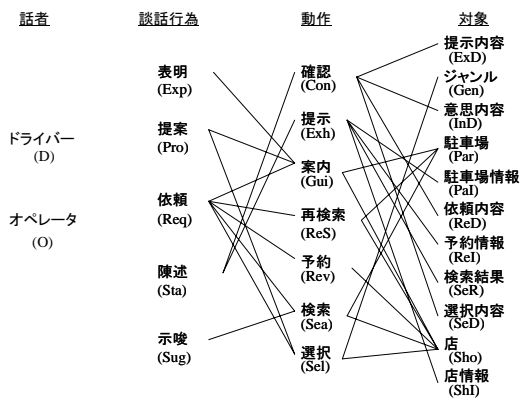 話者 談話行為 動作 対象
ドライバー
(D)
オペレータ
(O)
表明
(Exp)
提案
(Pro)
依頼
(Req)
陳述
(Sta)
示唆
(Sug)
確認
(Con)
提示
(Exh)
案内
(Gui)
再検索
(ReS)
予約
(Rev)
検索
(Sea)
選択
(Sel)
提示内容
(ExD)
ジャンル
(Gen)
意思内容
(InD)
駐車場
(Par)
駐車場情報
(PaI)
依頼内容
(ReD)
予約情報
(ReI)
検索結果
(SeR)
選択内容
(SeD)
店
(Sho)
店情報
(ShI)